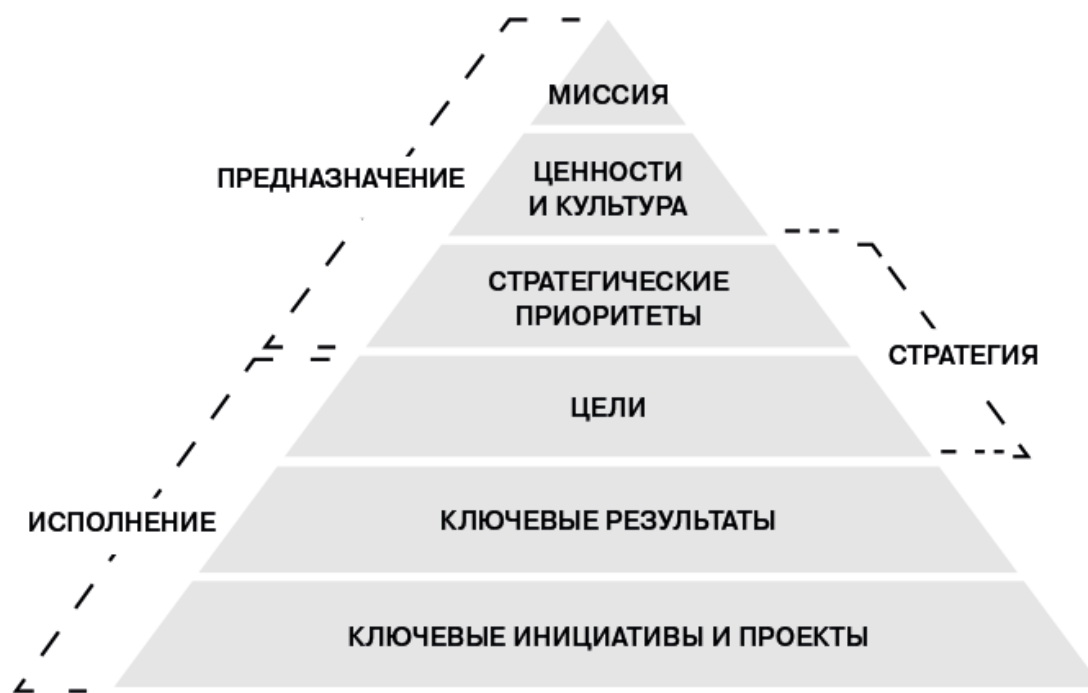 МИССИЯ
ПРЕДНАЗНАЧЕНИЕ
ЦЕННОСТИ
И КУЛЬТУРА
СТРАТЕГИЧЕСКИЕ
ПРИОРИТЕТЫ
СТРАТЕГИЯ
ЦЕЛИ
ИСПОЛНЕНИЕ
КЛЮЧЕВЫЕ РЕЗУЛЬТАТЫ
КЛЮЧЕВЫЕ ИНИЦИАТИВЫ И ПРОЕКТЫ